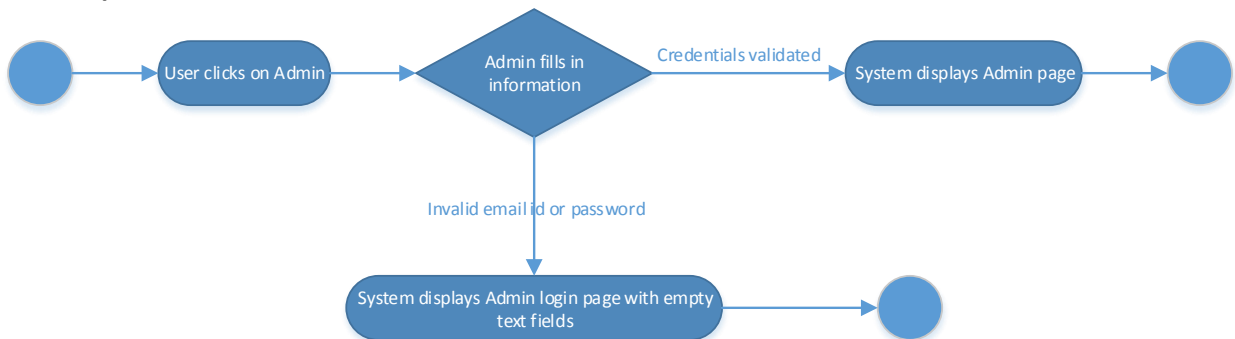 User clicks on Admin
Admin fills in
information
Credentials validated
System displays Admin page
Invalid email id or password
System displays Admin login page with empty
text fields